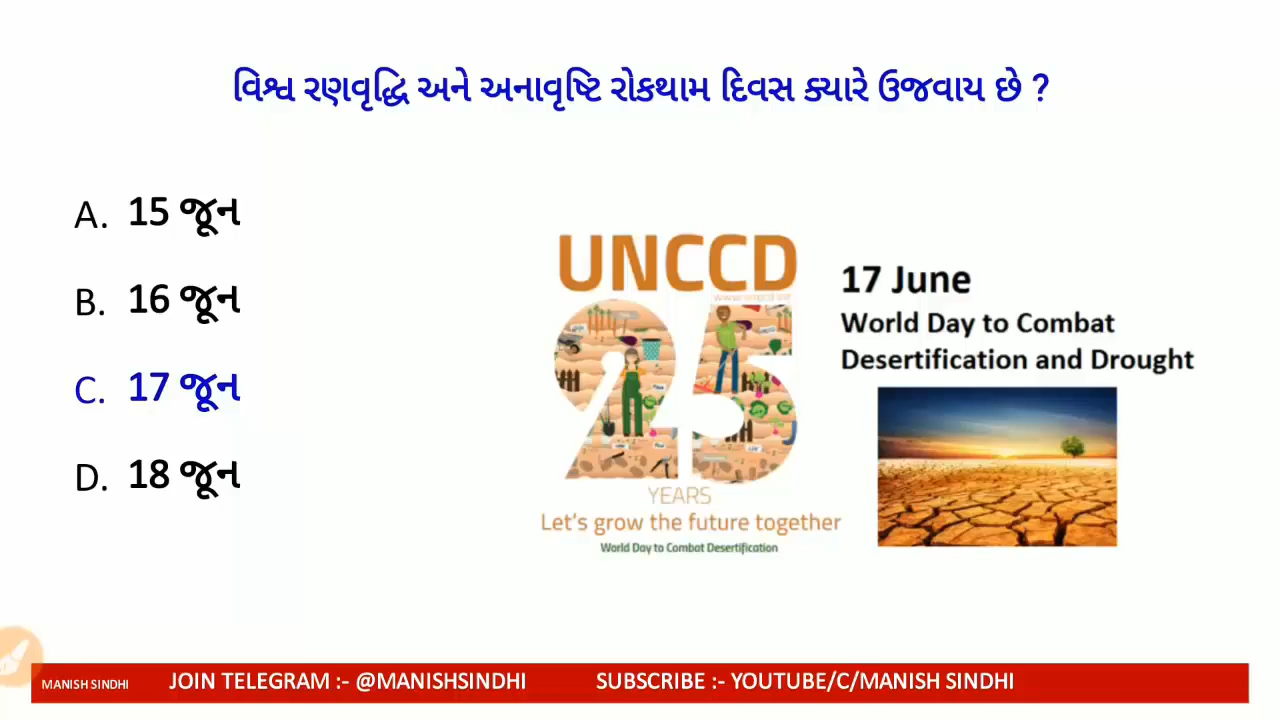 વિશ્વ રણવૃદ્ધિ અને અનાવૃષ્ટિ રોકથામ દિવસ ક્યારે ઉજવાય છે ?
A. 15 જૂન
B. 16 જૂન
C. 17 જૂન
D. 18 જૂન
UNCCD
25
YEARS
Let's grow the future together
World Day to Combat Desertification
17 June
World Day to Combat
Desertification and Drought
MANISH SINDHI JOIN TELEGRAM :- @MANISHSINDHI SUBSCRIBE :- YOUTUBE/C/MANISH SINDHI